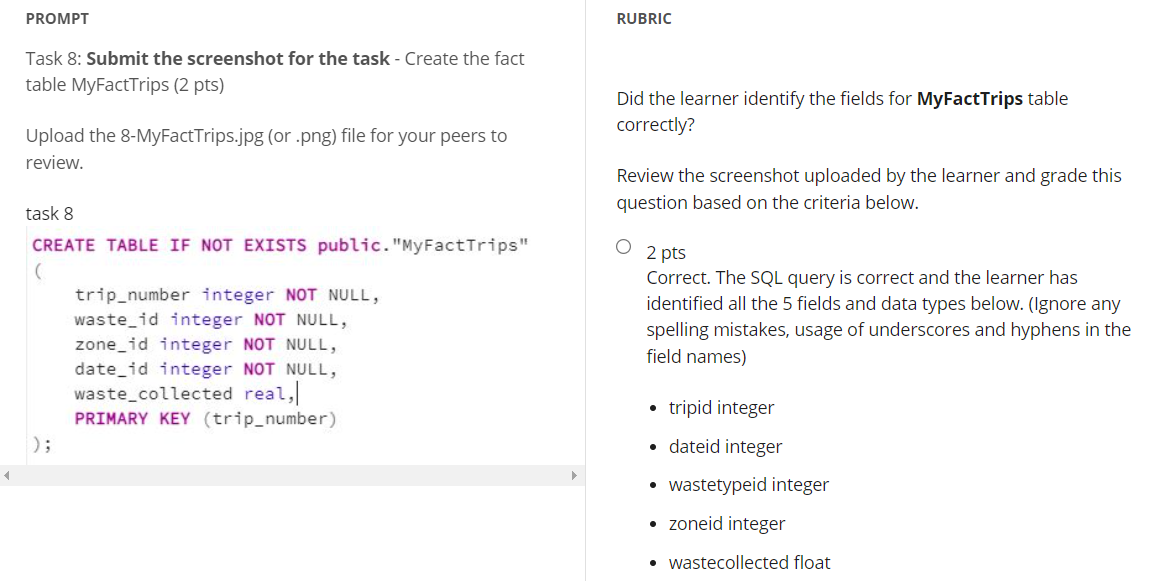 PROMPT
Task 8: Submit the screenshot for the task - Create the fact
table MyFactTrips (2 pts)
Upload the 8-MyFactTrips.jpg (or .png) file for your peers to
review.
task 8
CREATE TABLE IF NOT EXISTS public."MyFactTrips"
(
trip_number integer NOT NULL,
waste_id integer NOT NULL,
zone_id integer NOT NULL,
date_id integer NOT NULL,
waste_collected real,
PRIMARY KEY (trip_number)
);
RUBRIC
Did the learner identify the fields for MyFactTrips table
correctly?
Review the screenshot uploaded by the learner and grade this
question based on the criteria below.
2 pts
Correct. The SQL query is correct and the learner has
identified all the 5 fields and data types below. (Ignore any
spelling mistakes, usage of underscores and hyphens in the
field names)
• tripid integer
• dateid integer
• wastetypeid integer
• zoneid integer
• wastecollected float